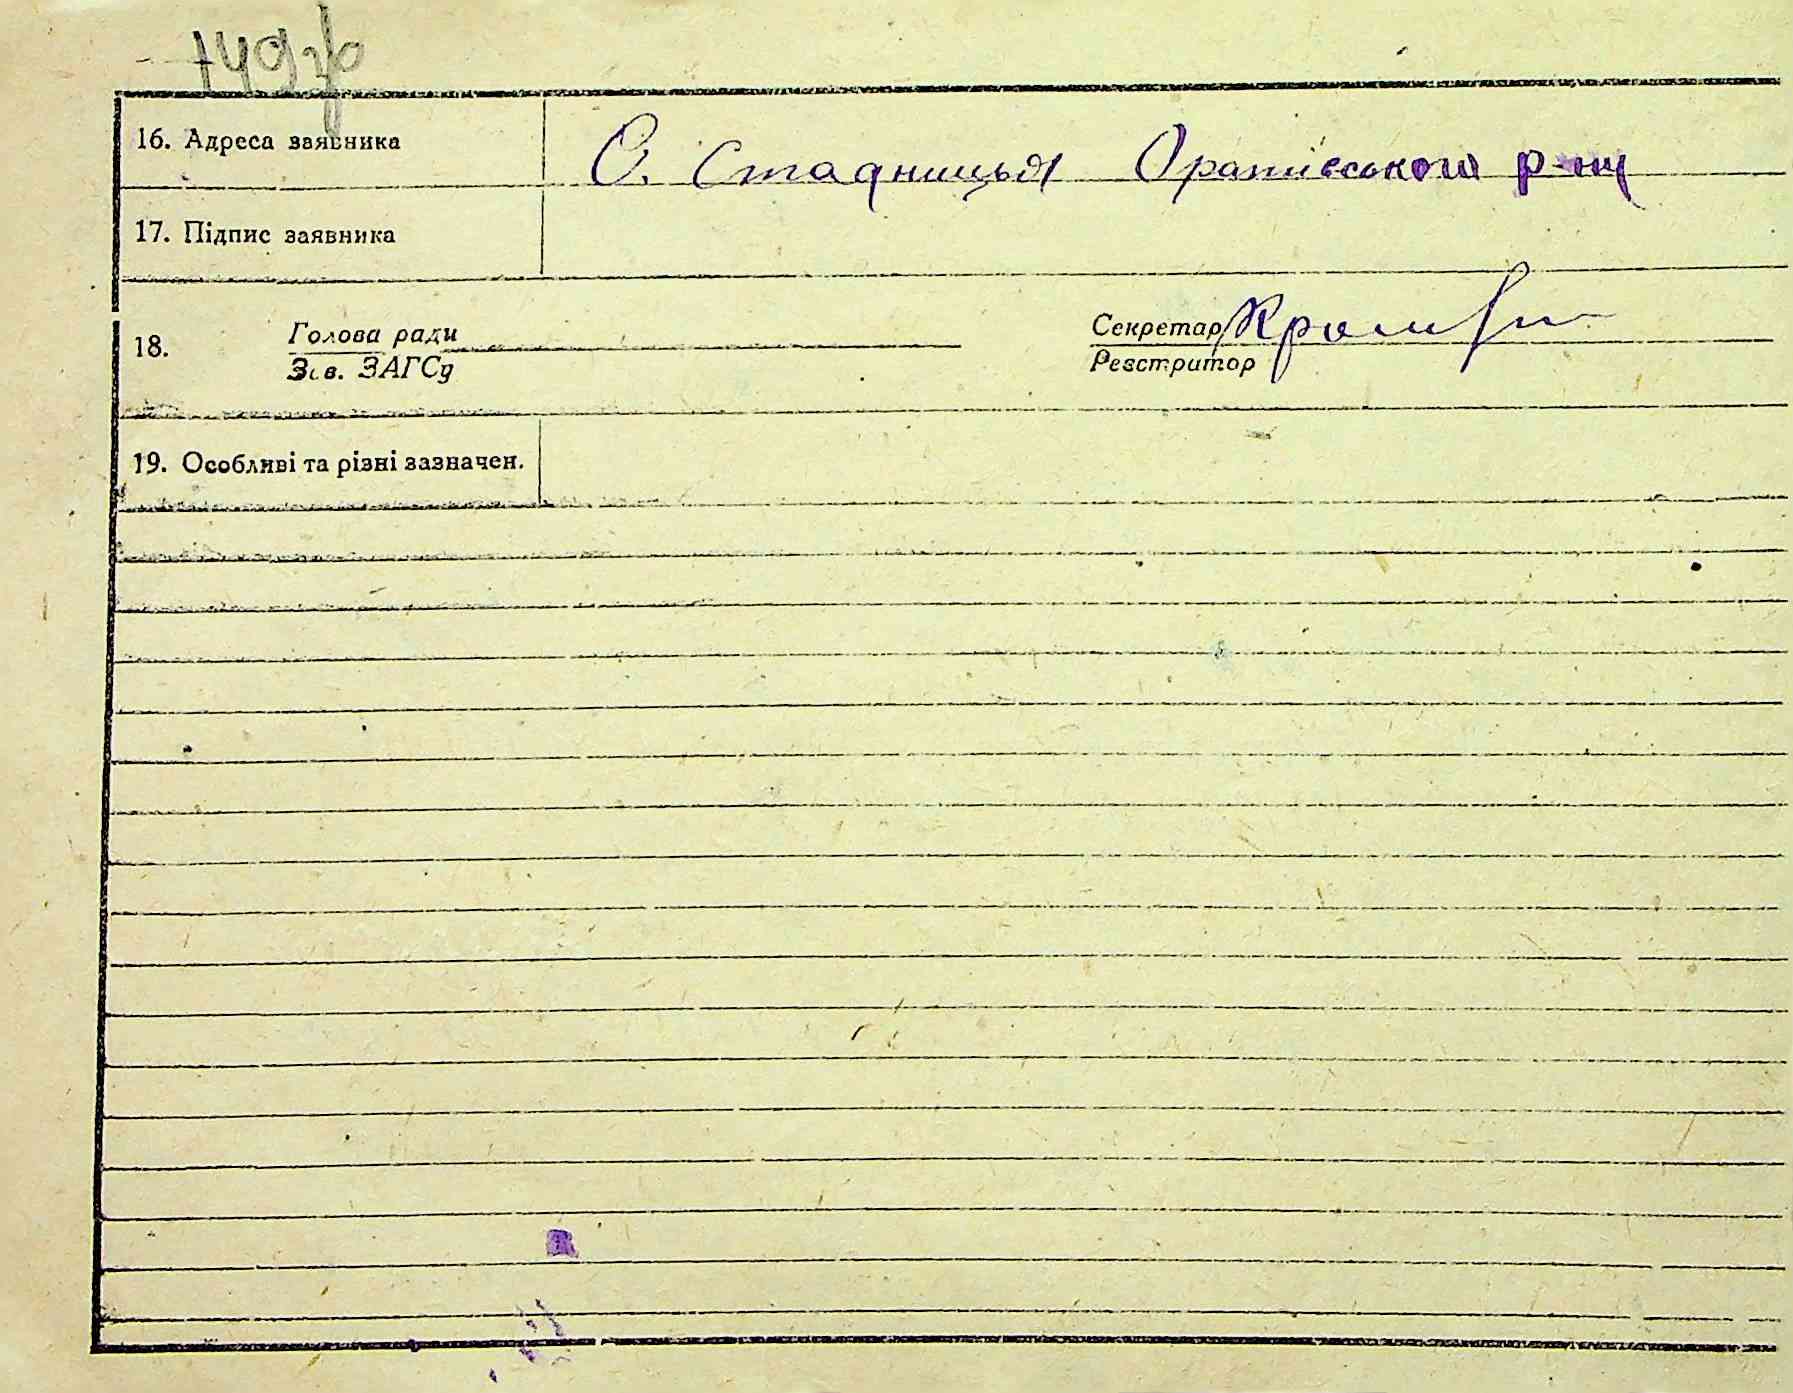 149зв
16. Адреса заявника С. Стадниця Оратівського р-ну
17. Підпис заявника
18. Голова ради Секретар
Зав. ЗАГСу Реєстратор
19. Особливі та різні зазначен.